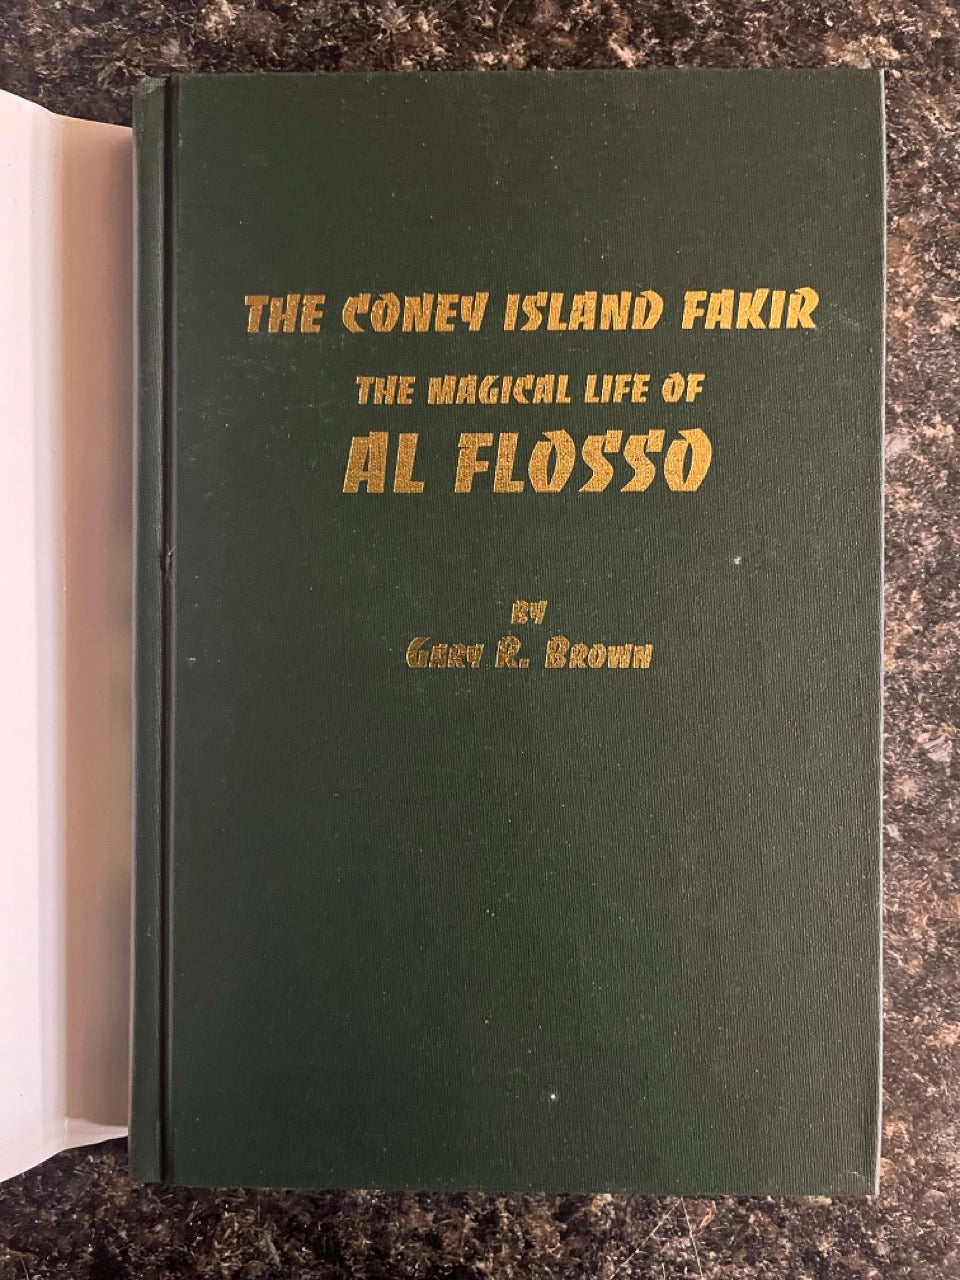 THE CONEY ISLAND FAKIR
THE MAGICAL LIFE OF
AL FLOSSO
BY
GARY R. BROWN